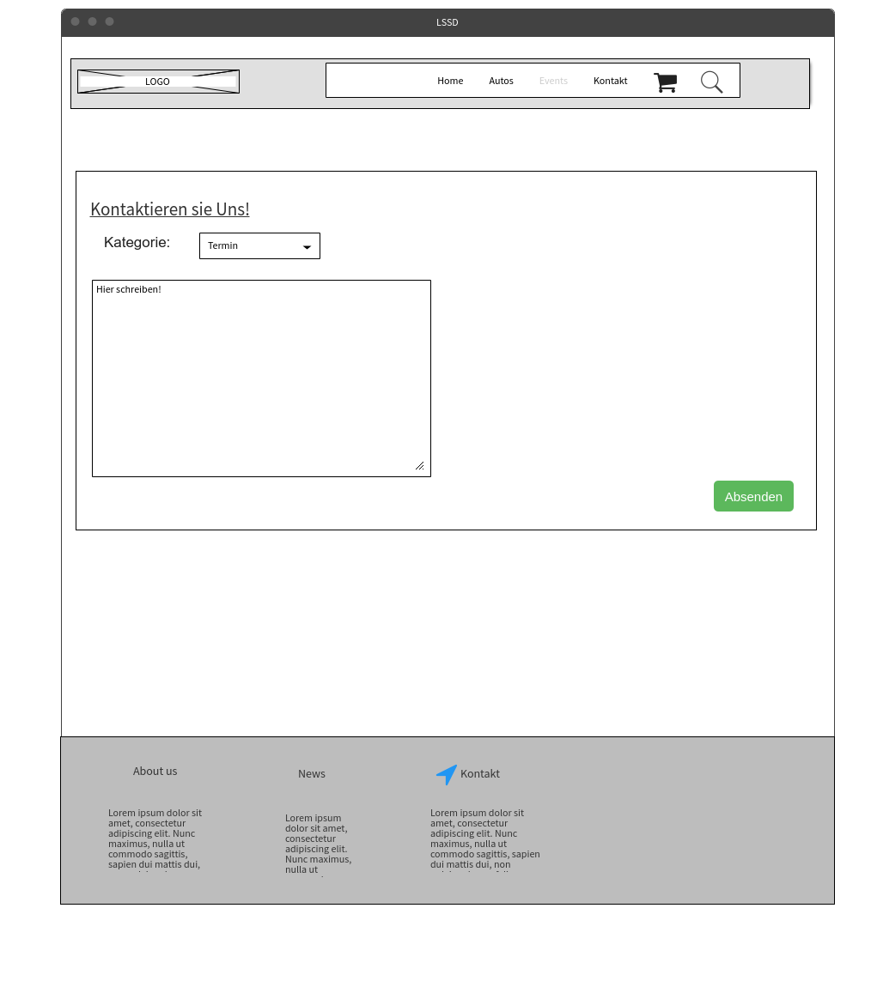 LSSD
LOGO
Home Autos Events Kontakt
Kontaktieren sie Uns!
Kategorie: Termin
Hier schreiben!
Absenden
About us
Lorem ipsum dolor sit
amet, consectetur
adipiscing elit. Nunc
maximus, nulla ut
commodo sagittis,
sapien dui mattis dui,
News
Lorem ipsum
dolor sit amet,
consectetur
adipiscing elit.
Nunc maximus,
nulla ut
Kontakt
Lorem ipsum dolor sit
amet, consectetur
adipiscing elit. Nunc
maximus, nulla ut
commodo sagittis, sapien
dui mattis dui, non